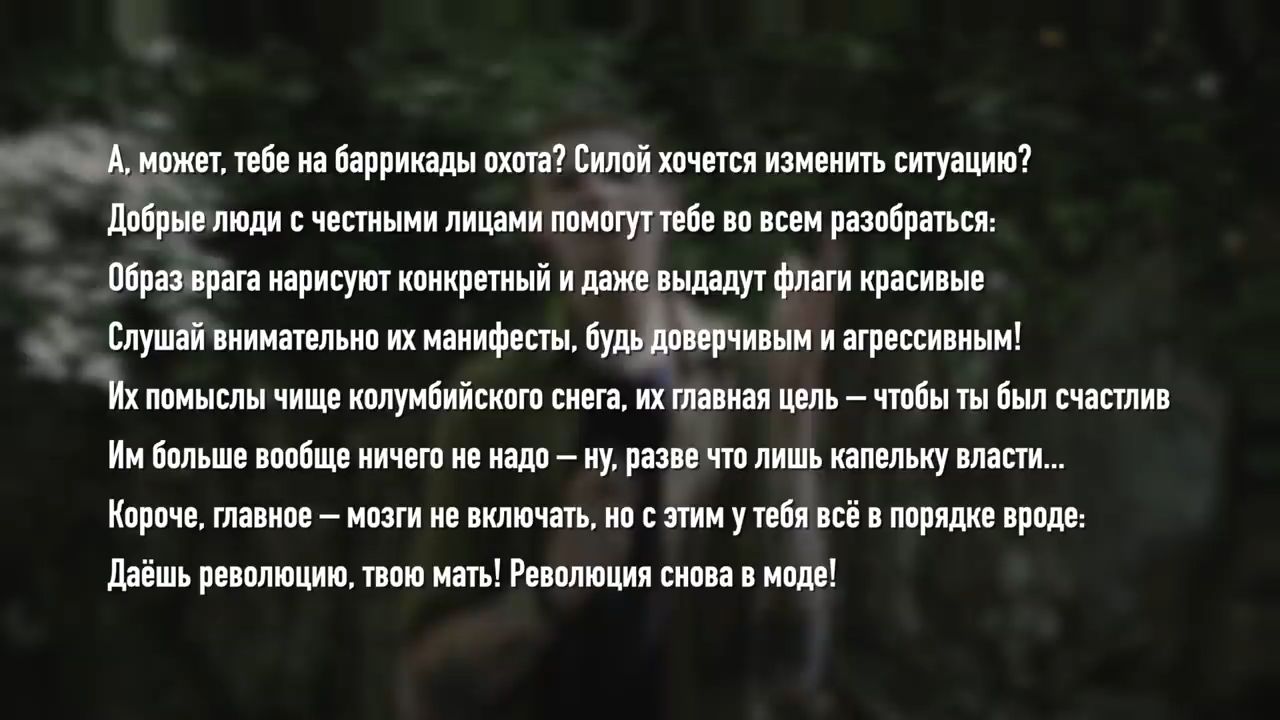 А, может, тебе на баррикады охота? Силой хочется изменить ситуацию?
Добрые люди с честными лицами помогут тебе во всем разобраться:
Образ врага нарисуют конкретный и даже выдадут флаги красивые
Слушай внимательно их манифесты, будь доверчивым и агрессивным!
Их помыслы чище колумбийского снега, их главная цель – чтобы ты был счастлив
Им больше вообще ничего не надо – ну, разве что лишь капельку власти...
Короче, главное – мозги не включать, но с этим у тебя всё в порядке вроде:
Даёшь революцию, твою мать! Революция снова в моде!